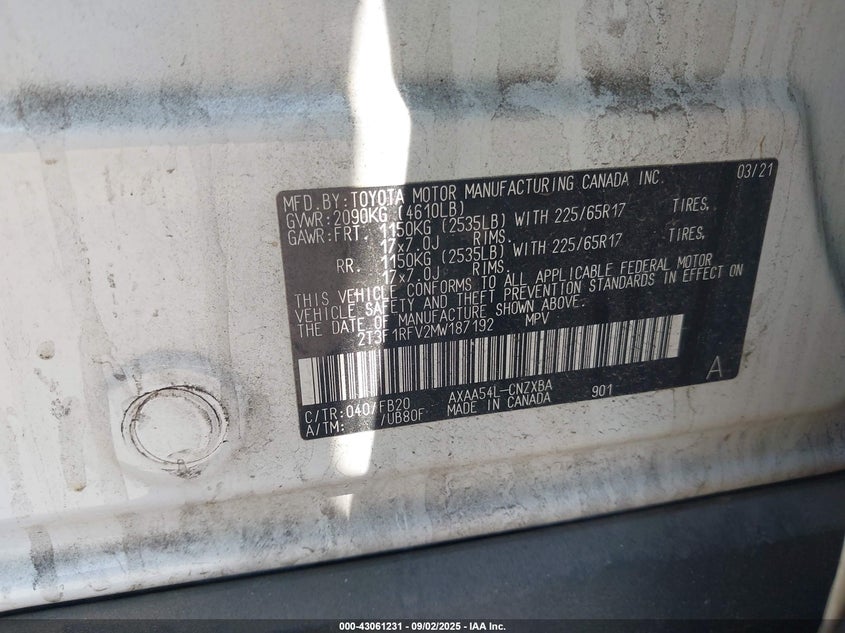 MFD.BY:TOYOTA MOTOR MANUFACTURING CANADA INC. 03/21
GVWR:2090KG (4610LB)
GAWR:FRT. 1150KG (2535LB) WITH 225/65R17 TIRES,
17x7.0J RIMS.
RR. 1150KG (2535LB) WITH 225/65R17 TIRES,
17x7.0J RIMS.
THIS VEHICLE CONFORMS TO ALL APPLICABLE FEDERAL MOTOR
VEHICLE SAFETY AND THEFT PREVENTION STANDARDS IN EFFECT ON
THE DATE OF MANUFACTURE SHOWN ABOVE.
2T3F1RFV2MW187192 MPV
C/TR:040/FB20 AXAA54L-CNZXBA 901 A
A/TM: /UB80F MADE IN CANADA
000-43061231 - 09/02/2025 - IAA Inc.